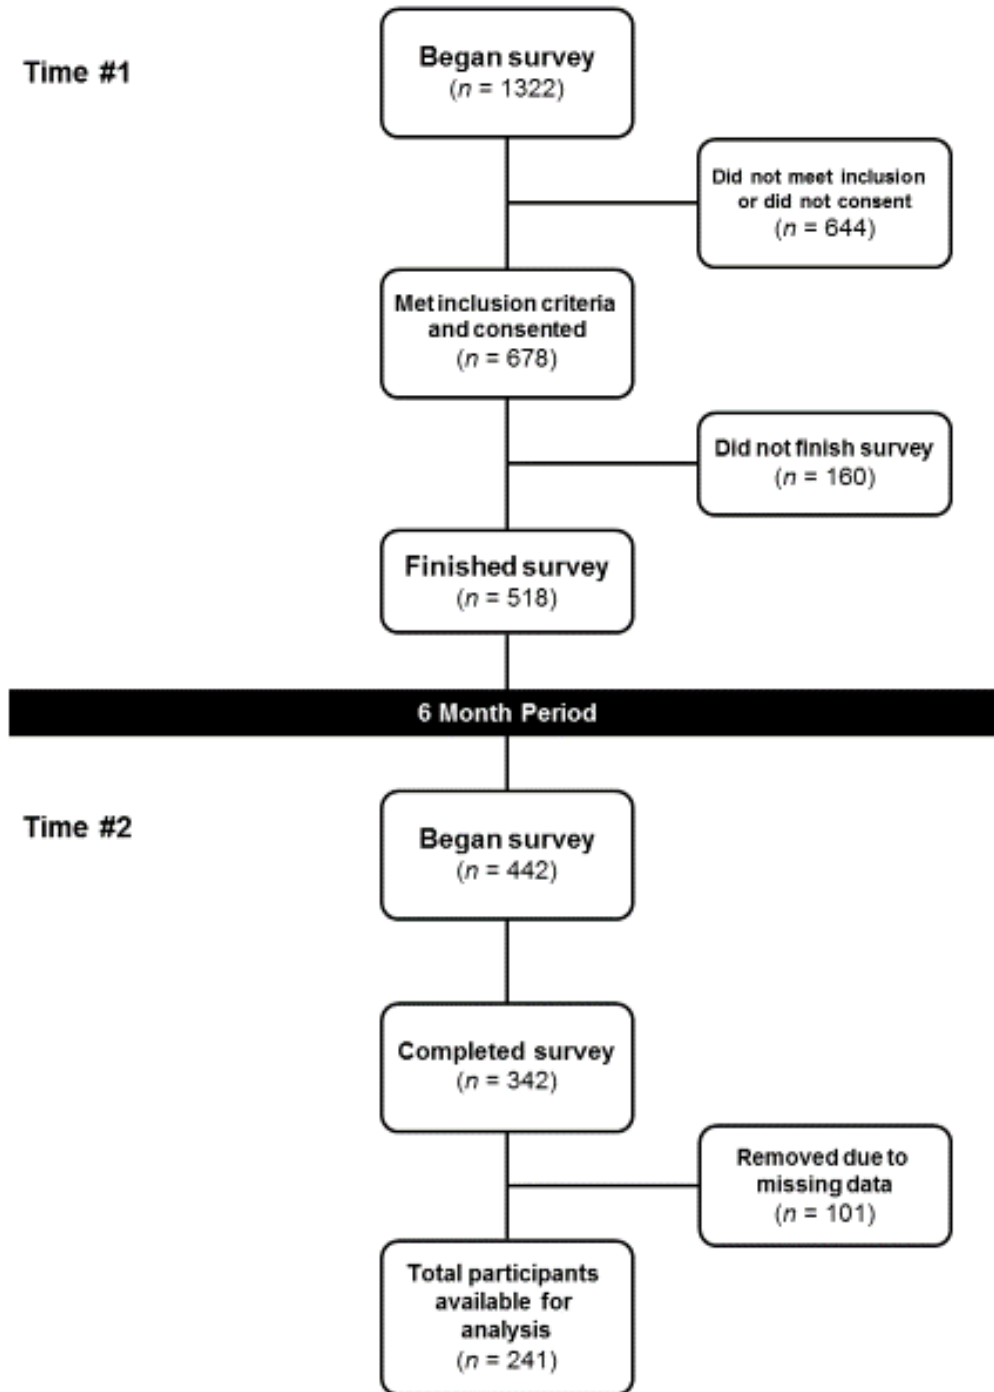 Time #1
Began survey
(n = 1322)
Did not meet inclusion
or did not consent
(n = 644)
Met inclusion criteria
and consented
(n = 678)
Did not finish survey
(n = 160)
Finished survey
(n = 518)
6 Month Period
Time #2
Began survey
(n = 442)
Completed survey
(n = 342)
Removed due to
missing data
(n = 101)
Total participants
available for
analysis
(n = 241)